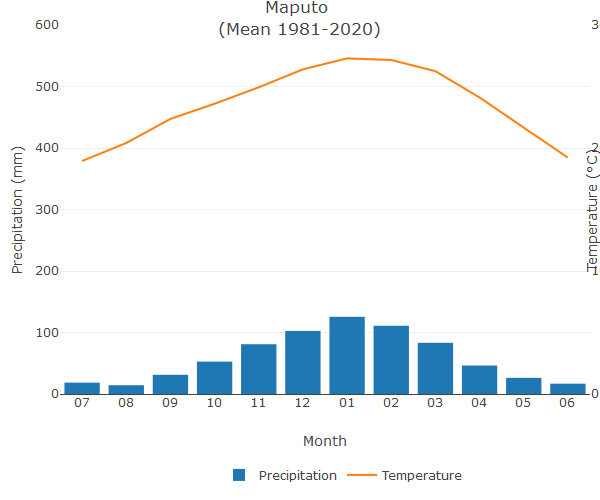 Maputo
(Mean 1981-2020)
600
500
400
300
200
100
0
Precipitation (mm)
3
2
1
0
Temperature (°C)
07 08 09 10 11 12 01 02 03 04 05 06
Month
Precipitation Temperature